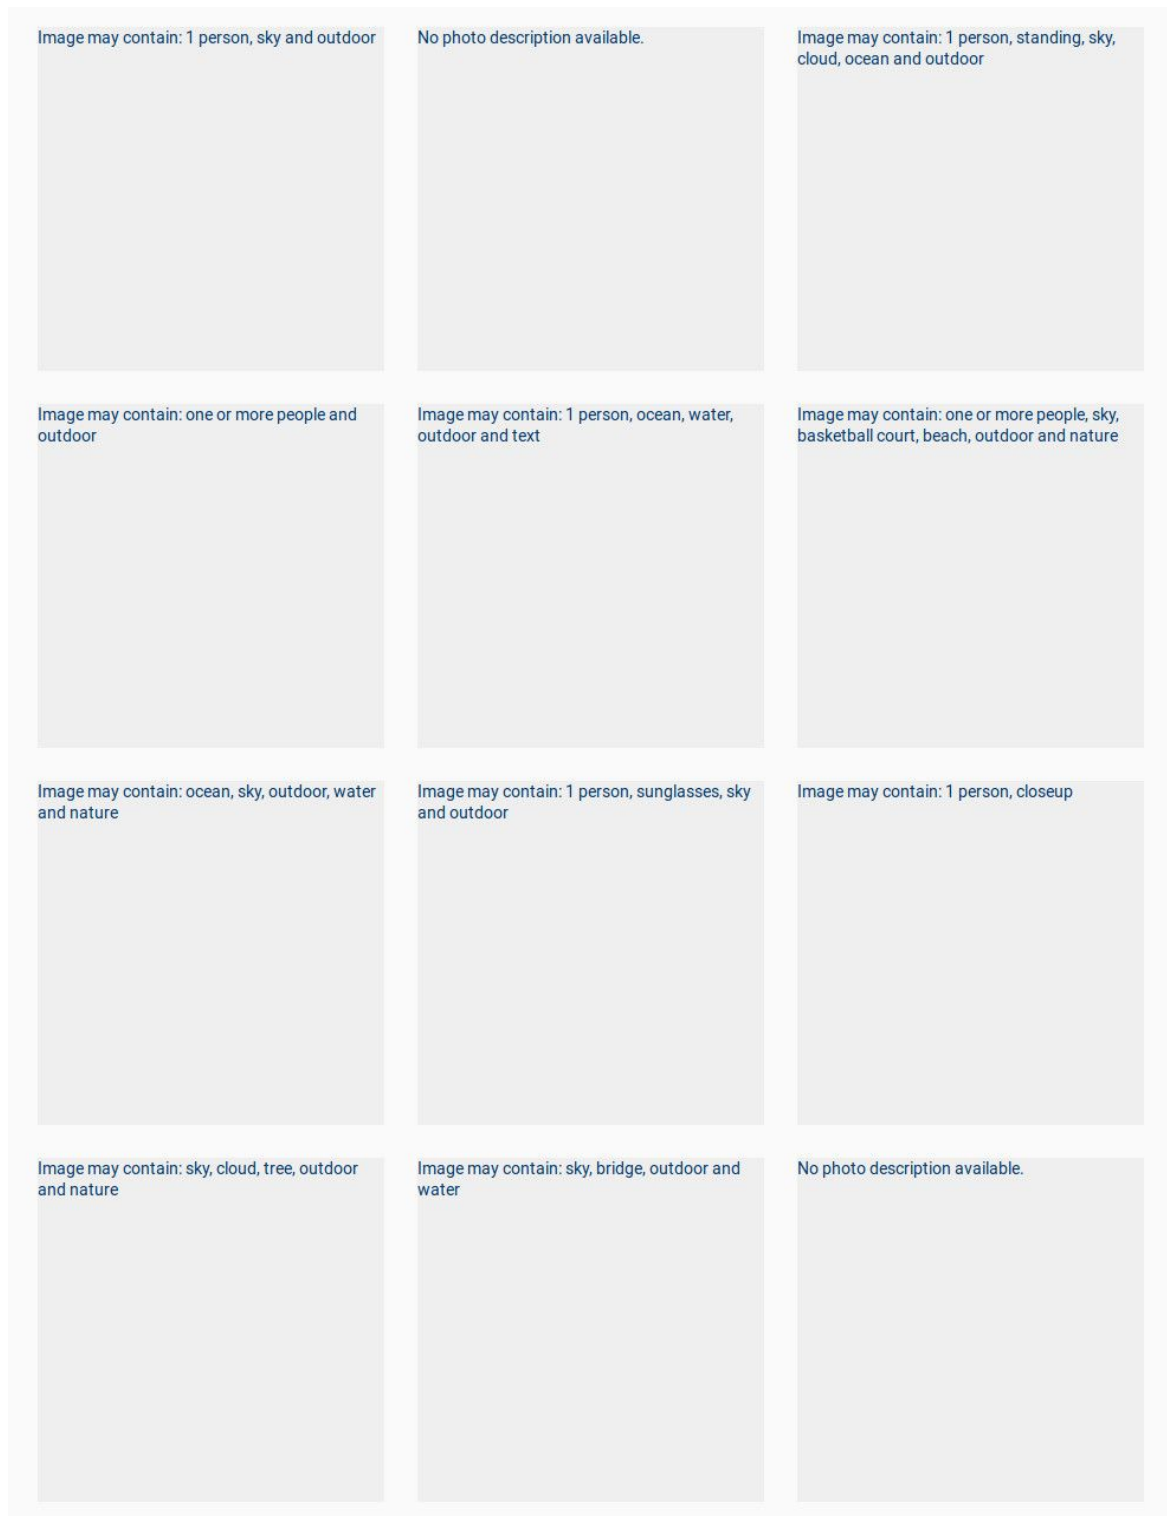 Image may contain: 1 person, sky and outdoor
No photo description available.
Image may contain: 1 person, standing, sky,
cloud, ocean and outdoor
Image may contain: one or more people and
outdoor
Image may contain: 1 person, ocean, water,
outdoor and text
Image may contain: one or more people, sky,
basketball court, beach, outdoor and nature
Image may contain: ocean, sky, outdoor, water
and nature
Image may contain: 1 person, sunglasses, sky
and outdoor
Image may contain: 1 person, closeup
Image may contain: sky, cloud, tree, outdoor
and nature
Image may contain: sky, bridge, outdoor and
water
No photo description available.